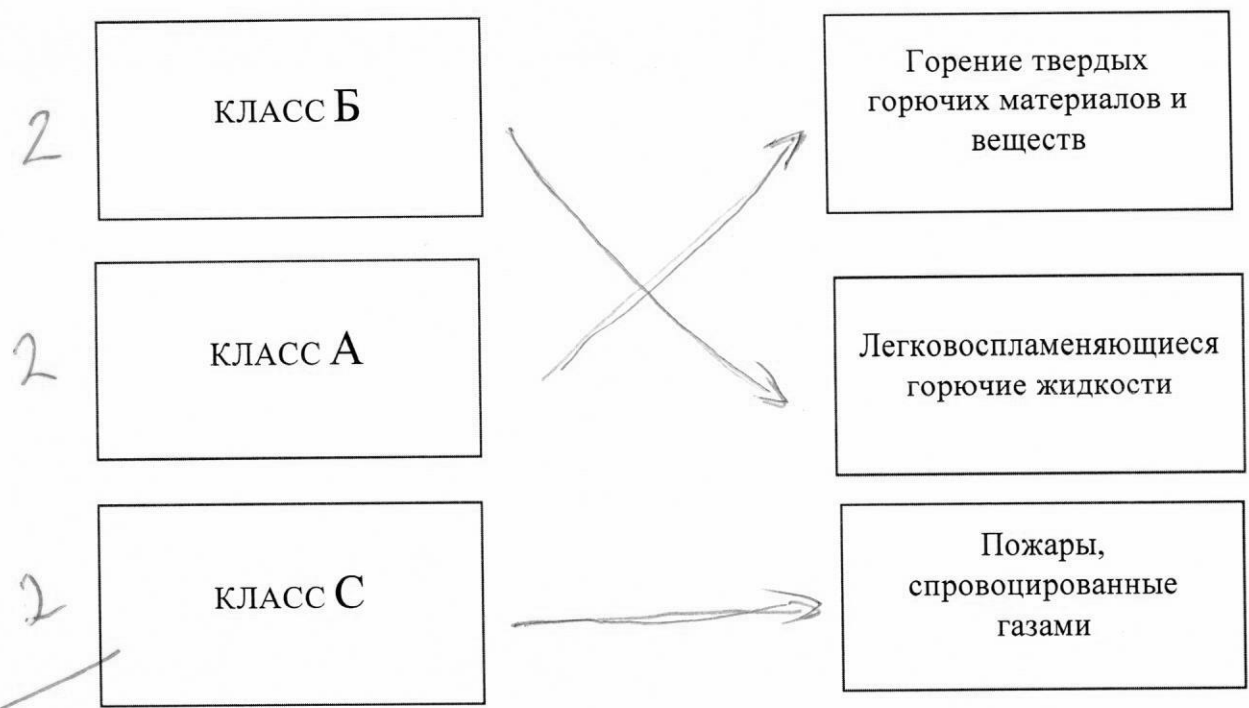 2
КЛАСС Б
Горение твердых
горючих материалов и
веществ
2
КЛАСС А
Легковоспламеняющиеся
горючие жидкости
2
КЛАСС С
Пожары,
спровоцированные
газами